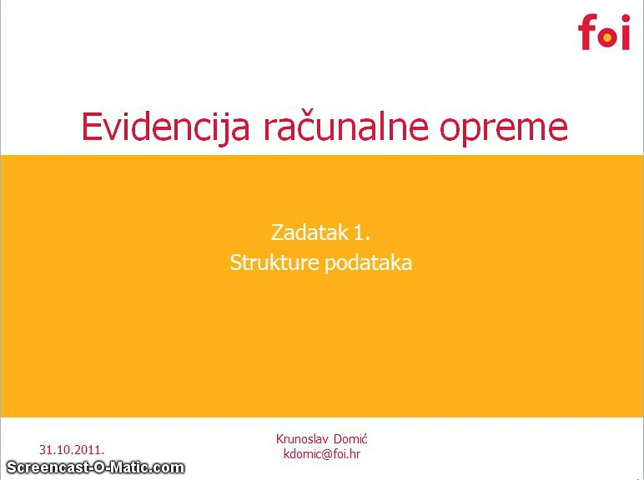 foi
Evidencija računalne opreme
Zadatak 1.
Strukture podataka
Krunoslav Domić
31.10.2011.
kdomic@foi.hr
Screencast-O-Matic.com